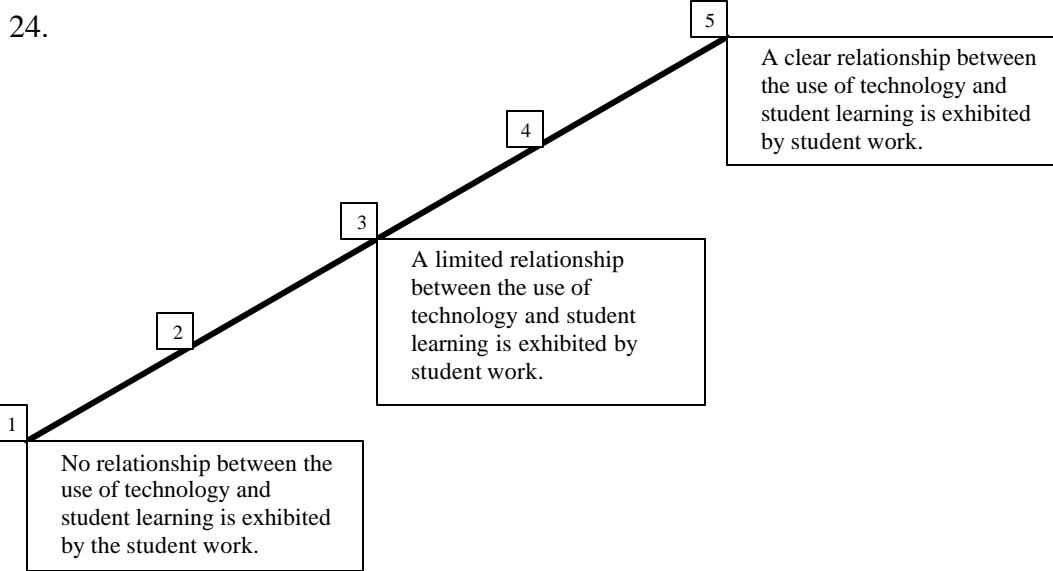 24.
5
A clear relationship between
the use of technology and
student learning is exhibited
by student work.
4
3
A limited relationship
between the use of
technology and student
learning is exhibited by
student work.
2
1
No relationship between the
use of technology and
student learning is exhibited
by the student work.